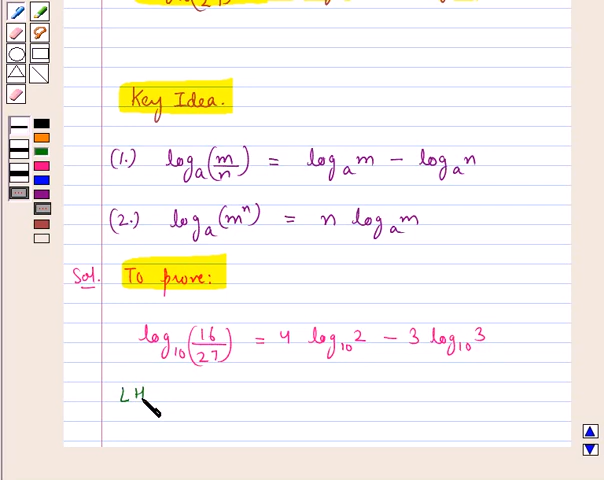 Key Idea.
(1.) log_a (m/n) = log_a m - log_a n
(2.) log_a (m^n) = n log_a m
Sol. To prove:
log_10 (16/27) = 4 log_10 2 - 3 log_10 3
LH